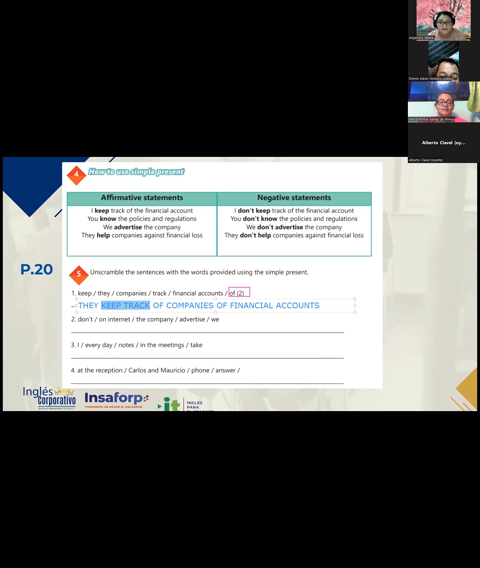 Alberto Clavel (oy...
Alberto Clavel (oyente)
4 How to use simple present
Affirmative statements
Negative statements
I keep track of the financial account
You know the policies and regulations
We advertise the company
They help companies against financial loss
I don't keep track of the financial account
You don't know the policies and regulations
We don't advertise the company
They don't help companies against financial loss
P.20
5 Unscramble the sentences with the words provided using the simple present.
1. keep / they / companies / track / financial accounts / of (2)
THEY KEEP TRACK OF COMPANIES OF FINANCIAL ACCOUNTS
2. don't / on internet / the company / advertise / we
3. I / every day / notes / in the meetings / take
4. at the reception / Carlos and Mauricio / phone / answer /
Inglés Corporativo
Insaforp
it
INGLÉS
PARA